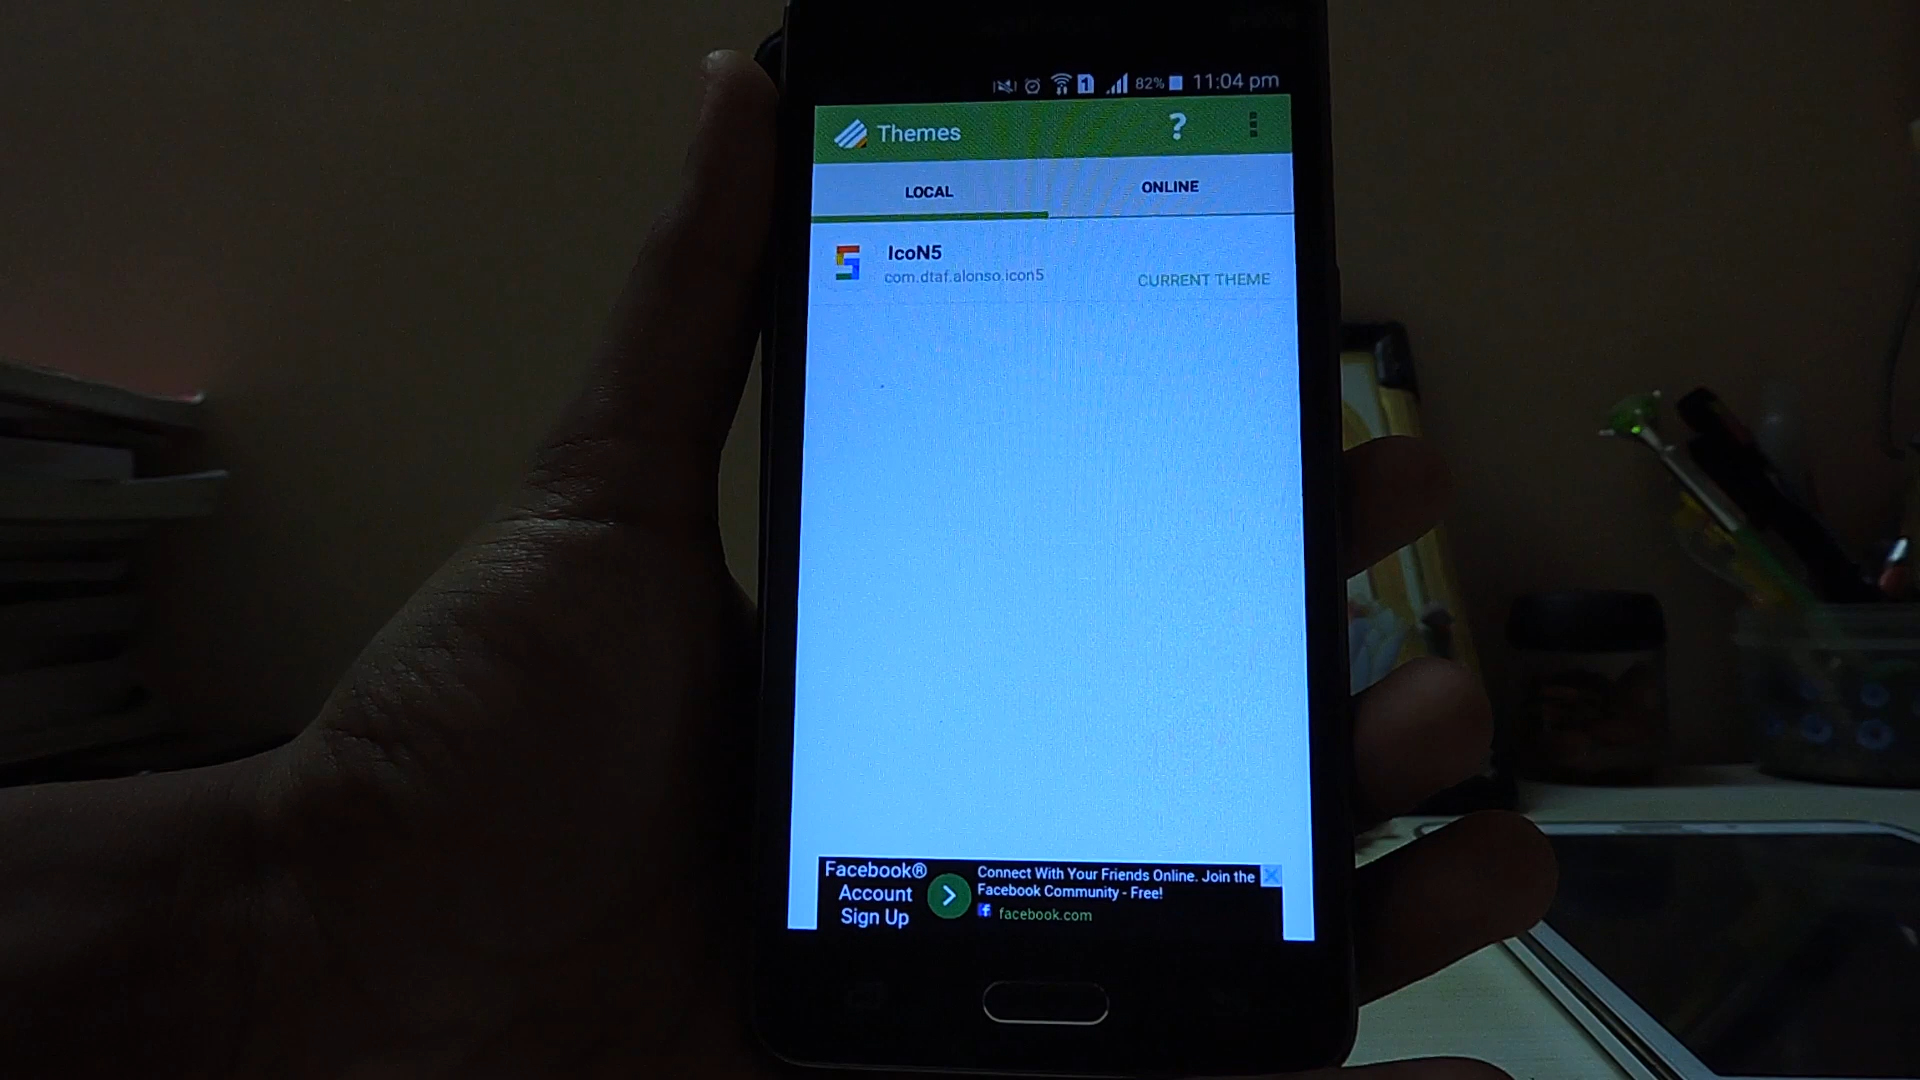 1 82% 11:04 pm
Themes ?
LOCAL ONLINE
IcoN5
com.dtaf.alonso.icon5
CURRENT THEME
Facebook®
Account
Sign Up
Connect With Your Friends Online. Join the
Facebook Community - Free!
facebook.com